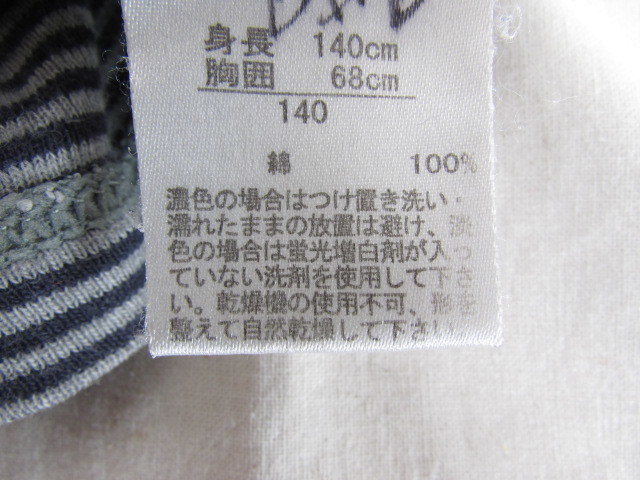 身長 140cm
胸囲 68cm
140
綿 100%
濃色の場合はつけ置き洗い・
濡れたままの放置は避け、淡
色の場合は蛍光増白剤が入っ
ていない洗剤を使用して下さ
い。乾燥機の使用不可、形を
整えて自然乾燥して下さい。